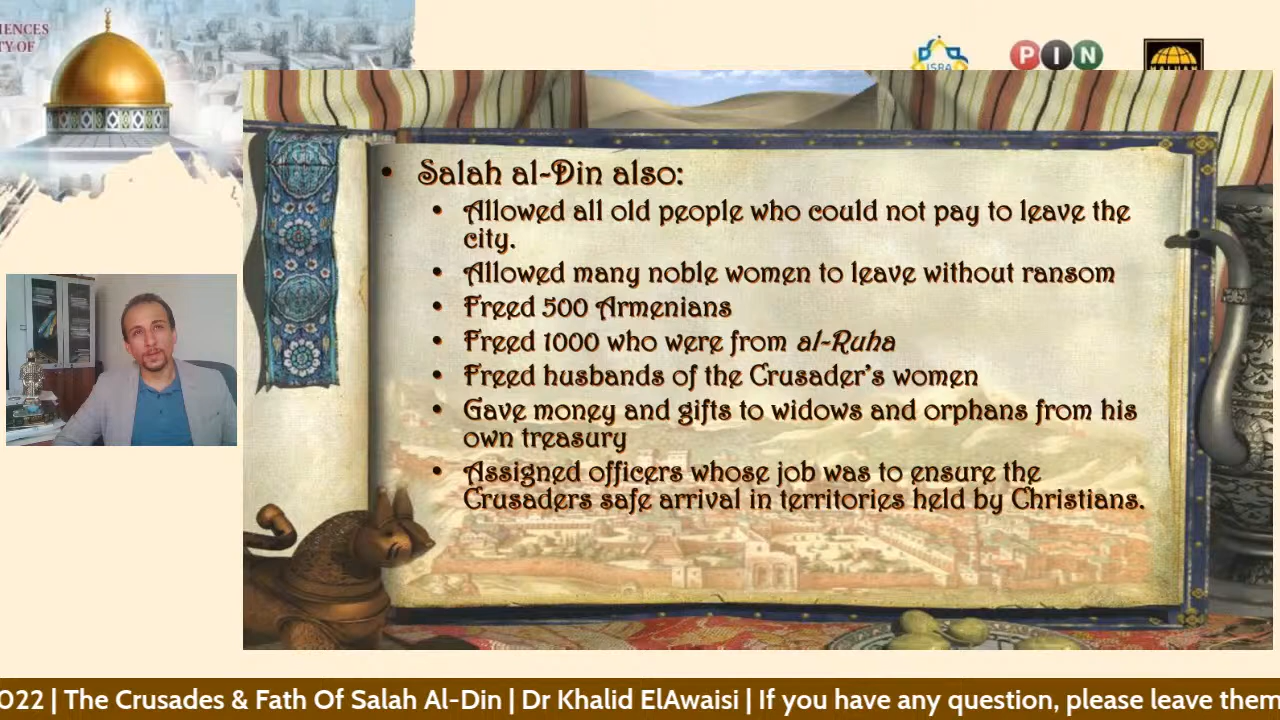 IENCES
TY OF
ISRA
PIN
Salah al-Din also:
Allowed all old people who could not pay to leave the
city.
Allowed many noble women to leave without ransom
Freed 500 Armenians
Freed 1000 who were from al-Ruha
Freed husbands of the Crusader's women
Gave money and gifts to widows and orphans from his
own treasury
Assigned officers whose job was to ensure the
Crusaders safe arrival in territories held by Christians.
022 | The Crusades & Fath Of Salah Al-Din | Dr Khalid ElAwaisi | If you have any question, please leave them